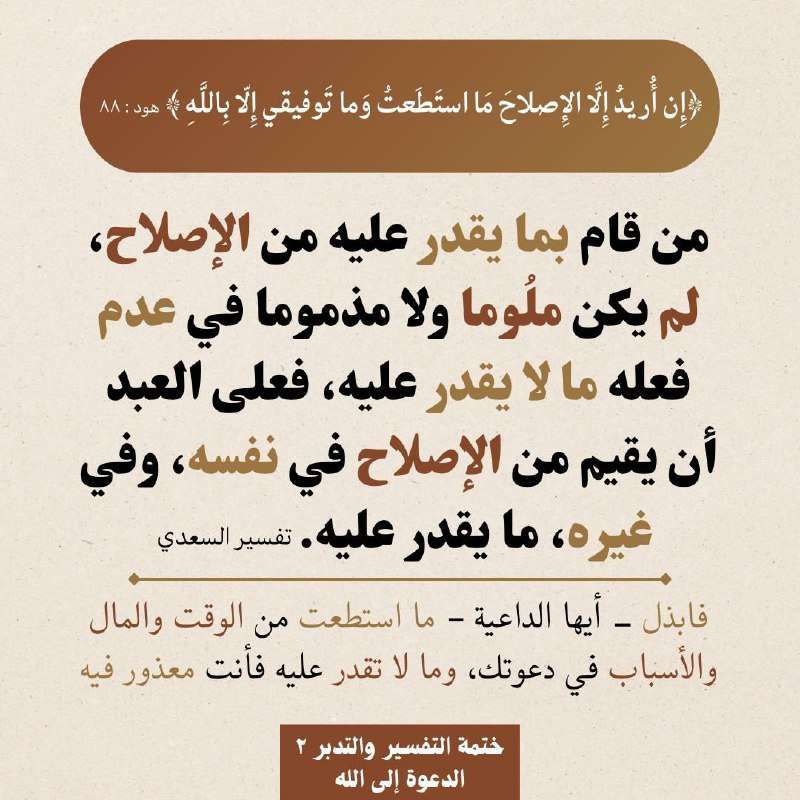 ﴿إِن أُريدُ إِلَّا الإِصلاحَ مَا استَطَعتُ وَما تَوفيقي إِلّا بِاللَّهِ﴾ هود: ٨٨
من قام بما يقدر عليه من الإصلاح،
لم يكن ملُوما ولا مذموما في عدم
فعله ما لا يقدر عليه، فعلى العبد
أن يقيم من الإصلاح في نفسه، وفي
غيره، ما يقدر عليه. تفسير السعدي
فابذل – أيها الداعية – ما استطعت من الوقت والمال
والأسباب في دعوتك، وما لا تقدر عليه فأنت معذور فيه
ختمة التفسير والتدبر ٢
الدعوة إلى الله